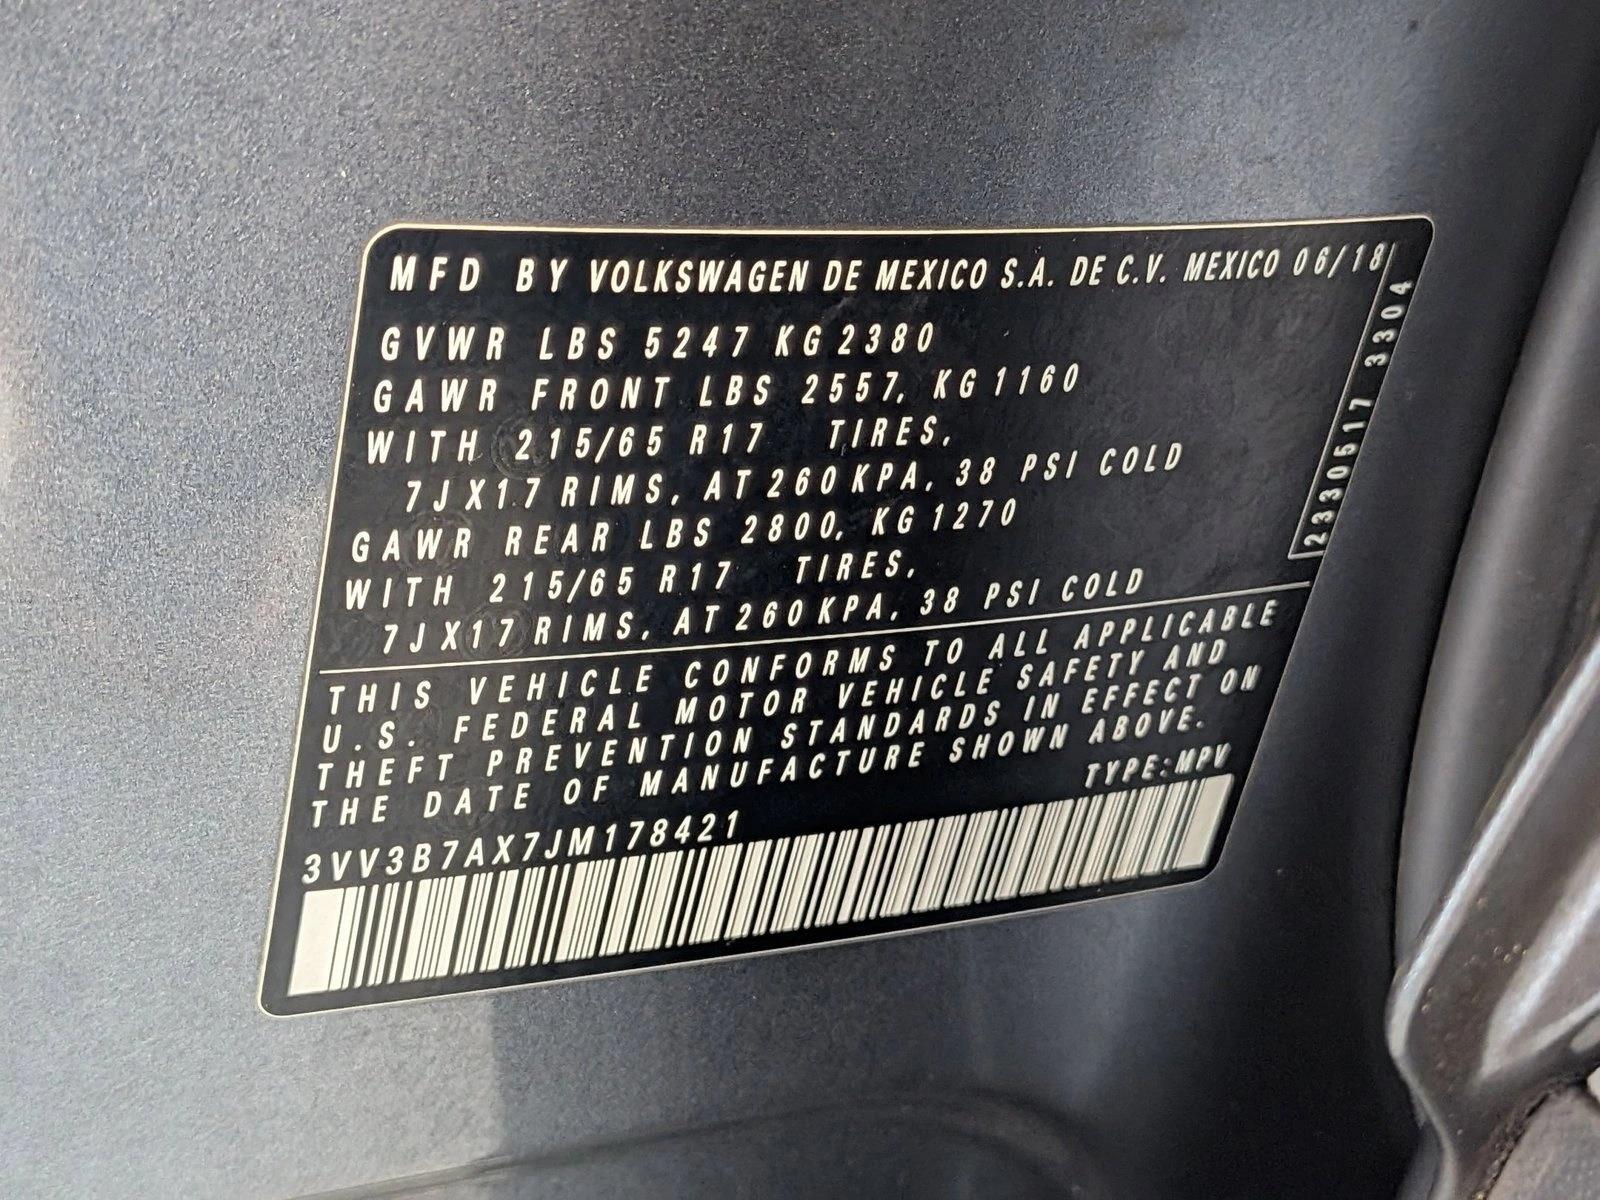 MFD BY VOLKSWAGEN DE MEXICO S.A. DE C.V. MEXICO 06/18
GVWR LBS 5247 KG 2380
GAWR FRONT LBS 2557, KG 1160
WITH 215/65 R17 TIRES,
7J X17 RIMS, AT 260 KPA, 38 PSI COLD
GAWR REAR LBS 2800, KG 1270
WITH 215/65 R17 TIRES,
7J X17 RIMS, AT 260 KPA, 38 PSI COLD
2330517 3304
THIS VEHICLE CONFORMS TO ALL APPLICABLE
U.S. FEDERAL MOTOR VEHICLE SAFETY AND
THEFT PREVENTION STANDARDS IN EFFECT ON
THE DATE OF MANUFACTURE SHOWN ABOVE.
TYPE:MPV
3VV3B7AX7JM178421